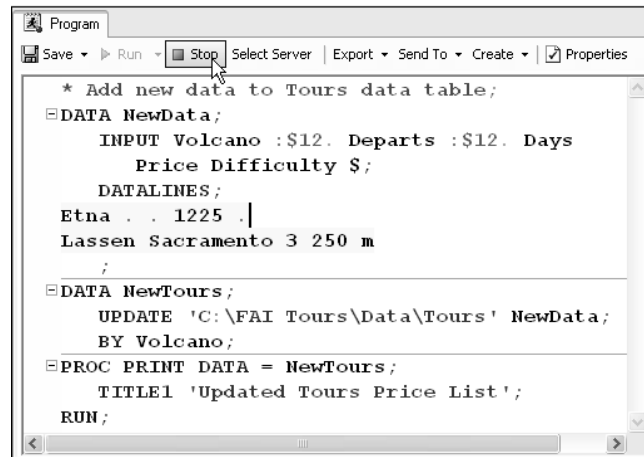 Program
Save Run Stop Select Server Export Send To Create Properties
* Add new data to Tours data table;
DATA NewData;
INPUT Volcano :$12. Departs :$12. Days
Price Difficulty $;
DATALINES;
Etna . . 1225 .
Lassen Sacramento 3 250 m
;
DATA NewTours;
UPDATE 'C:\FAI Tours\Data\Tours' NewData;
BY Volcano;
PROC PRINT DATA = NewTours;
TITLE1 'Updated Tours Price List';
RUN;